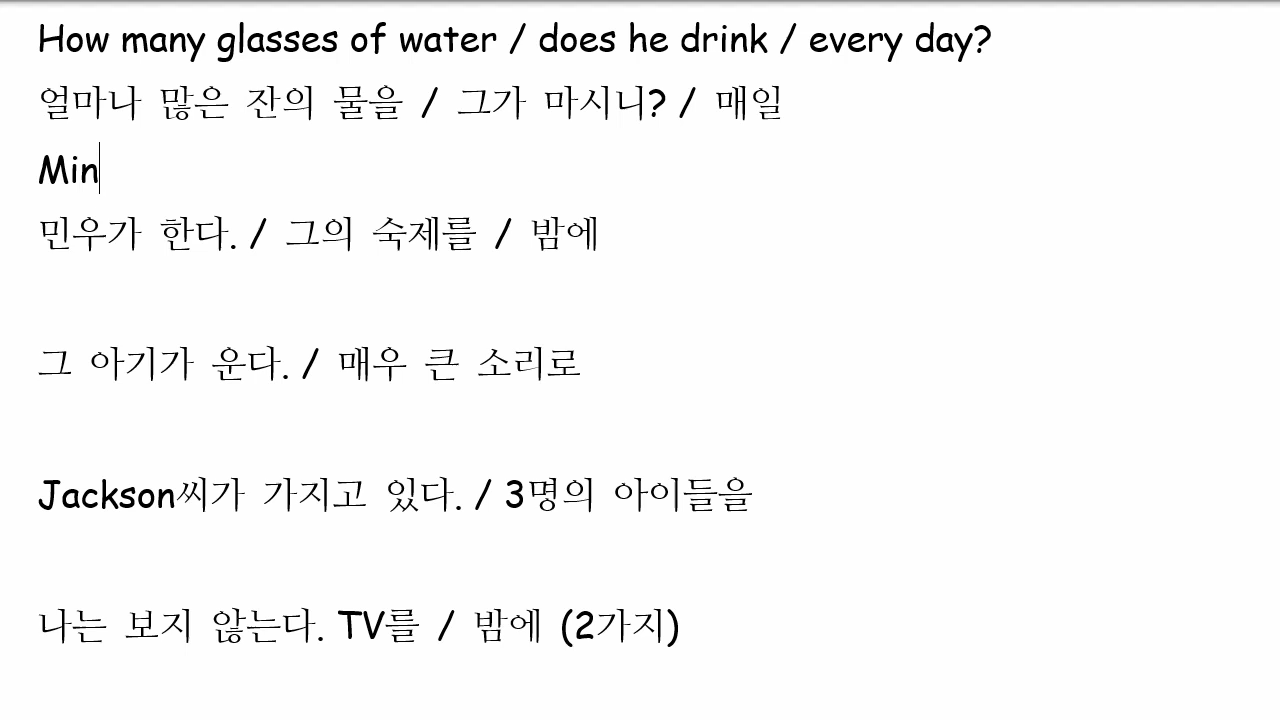 How many glasses of water / does he drink / every day?
얼마나 많은 잔의 물을 / 그가 마시니? / 매일
Min
민우가 한다. / 그의 숙제를 / 밤에
그 아기가 운다. / 매우 큰 소리로
Jackson씨가 가지고 있다. / 3명의 아이들을
나는 보지 않는다. TV를 / 밤에 (2가지)